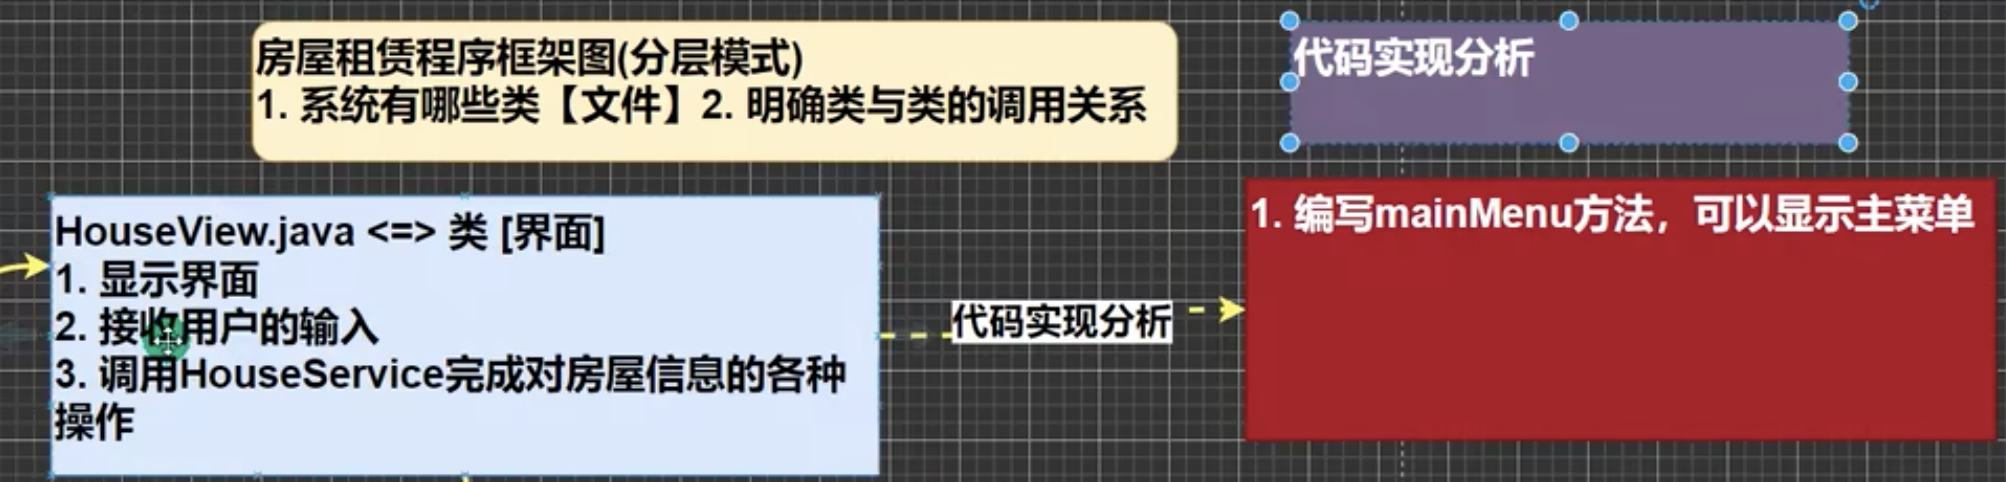 房屋租赁程序框架图(分层模式)
1. 系统有哪些类【文件】2. 明确类与类的调用关系
代码实现分析
HouseView.java <=> 类 [界面]
1. 显示界面
2. 接收用户的输入
3. 调用HouseService完成对房屋信息的各种
操作
代码实现分析
1. 编写mainMenu方法，可以显示主菜单